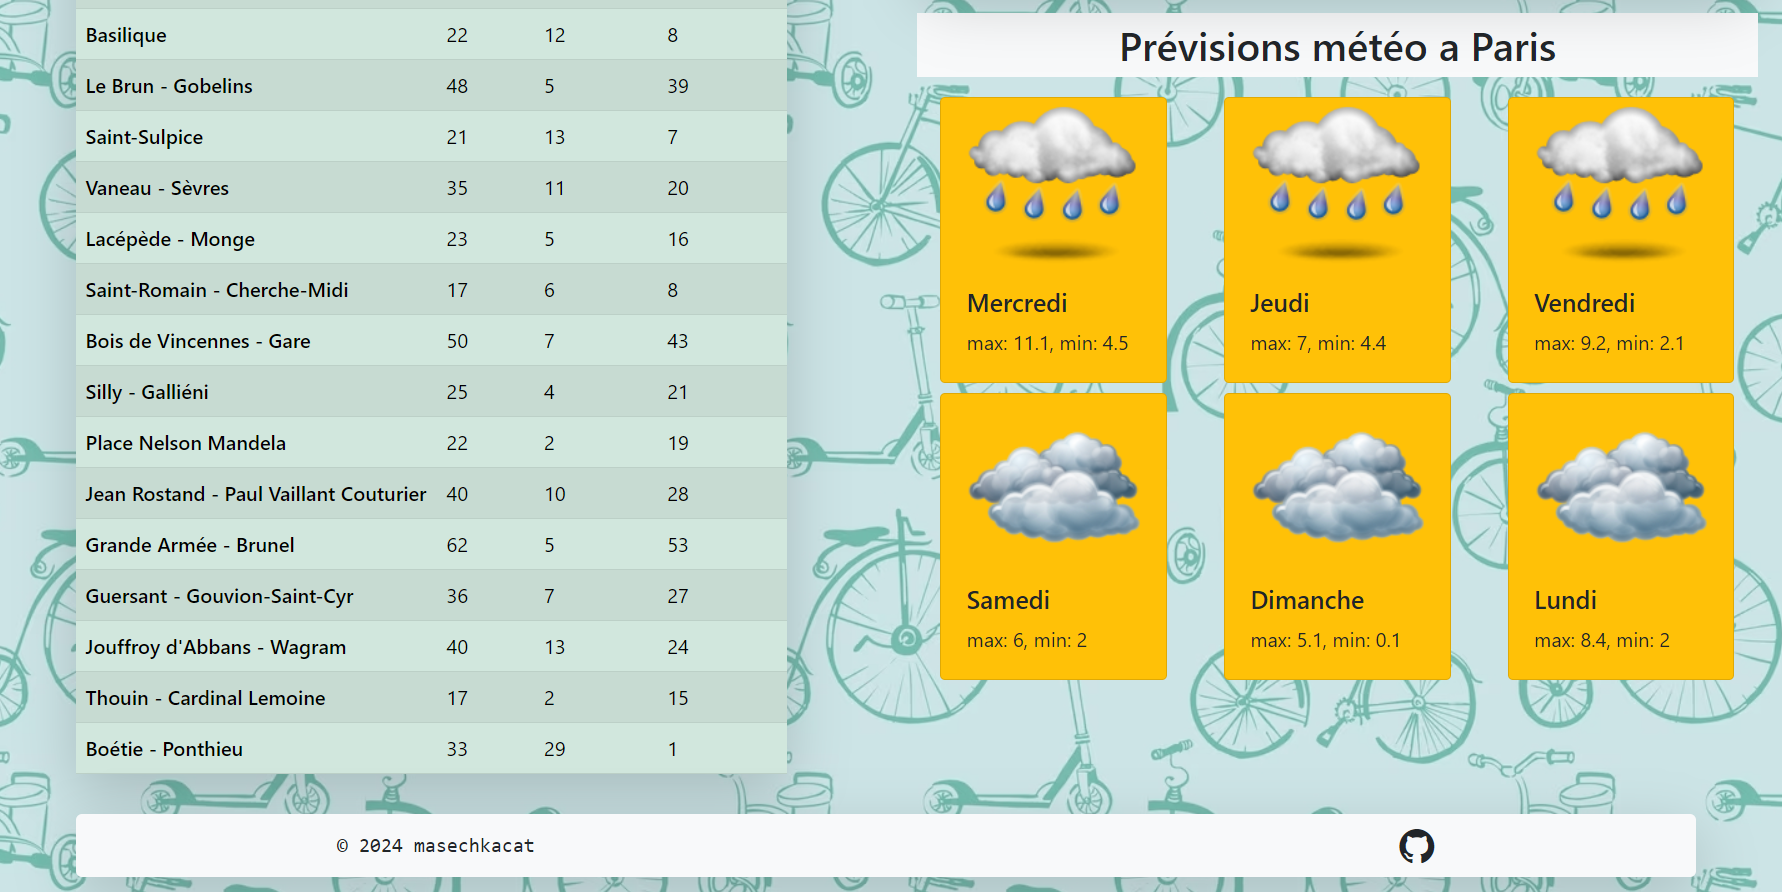 Basilique 22 12 8
Le Brun - Gobelins 48 5 39
Saint-Sulpice 21 13 7
Vaneau - Sèvres 35 11 20
Lacépède - Monge 23 5 16
Saint-Romain - Cherche-Midi 17 6 8
Bois de Vincennes - Gare 50 7 43
Silly - Galliéni 25 4 21
Place Nelson Mandela 22 2 19
Jean Rostand - Paul Vaillant Couturier 40 10 28
Grande Armée - Brunel 62 5 53
Guersant - Gouvion-Saint-Cyr 36 7 27
Jouffroy d'Abbans - Wagram 40 13 24
Thouin - Cardinal Lemoine 17 2 15
Boétie - Ponthieu 33 29 1
Prévisions météo a Paris
Mercredi
max: 11.1, min: 4.5
Jeudi
max: 7, min: 4.4
Vendredi
max: 9.2, min: 2.1
Samedi
max: 6, min: 2
Dimanche
max: 5.1, min: 0.1
Lundi
max: 8.4, min: 2
© 2024 masechkacat